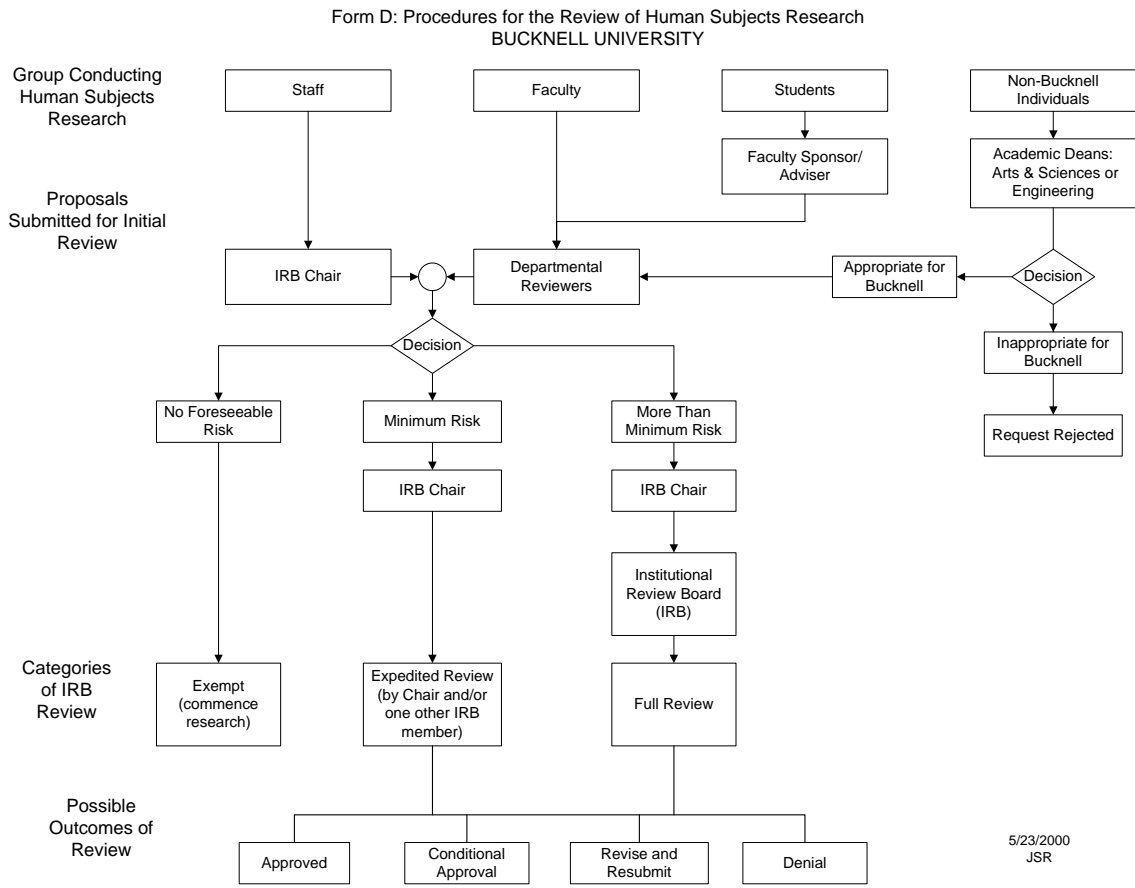 Form D: Procedures for the Review of Human Subjects Research
BUCKNELL UNIVERSITY
Group Conducting
Human Subjects
Research
Staff
Faculty
Students
Non-Bucknell
Individuals
Faculty Sponsor/
Adviser
Academic Deans:
Arts & Sciences or
Engineering
Proposals
Submitted for Initial
Review
IRB Chair
Departmental
Reviewers
Appropriate for
Bucknell
Decision
Decision
Inappropriate for
Bucknell
No Foreseeable
Risk
Minimum Risk
More Than
Minimum Risk
Request Rejected
IRB Chair
IRB Chair
Institutional
Review Board
(IRB)
Categories
of IRB
Review
Exempt
(commence
research)
Expedited Review
(by Chair and/or
one other IRB
member)
Full Review
Possible
Outcomes of
Review
Approved
Conditional
Approval
Revise and
Resubmit
Denial
5/23/2000
JSR